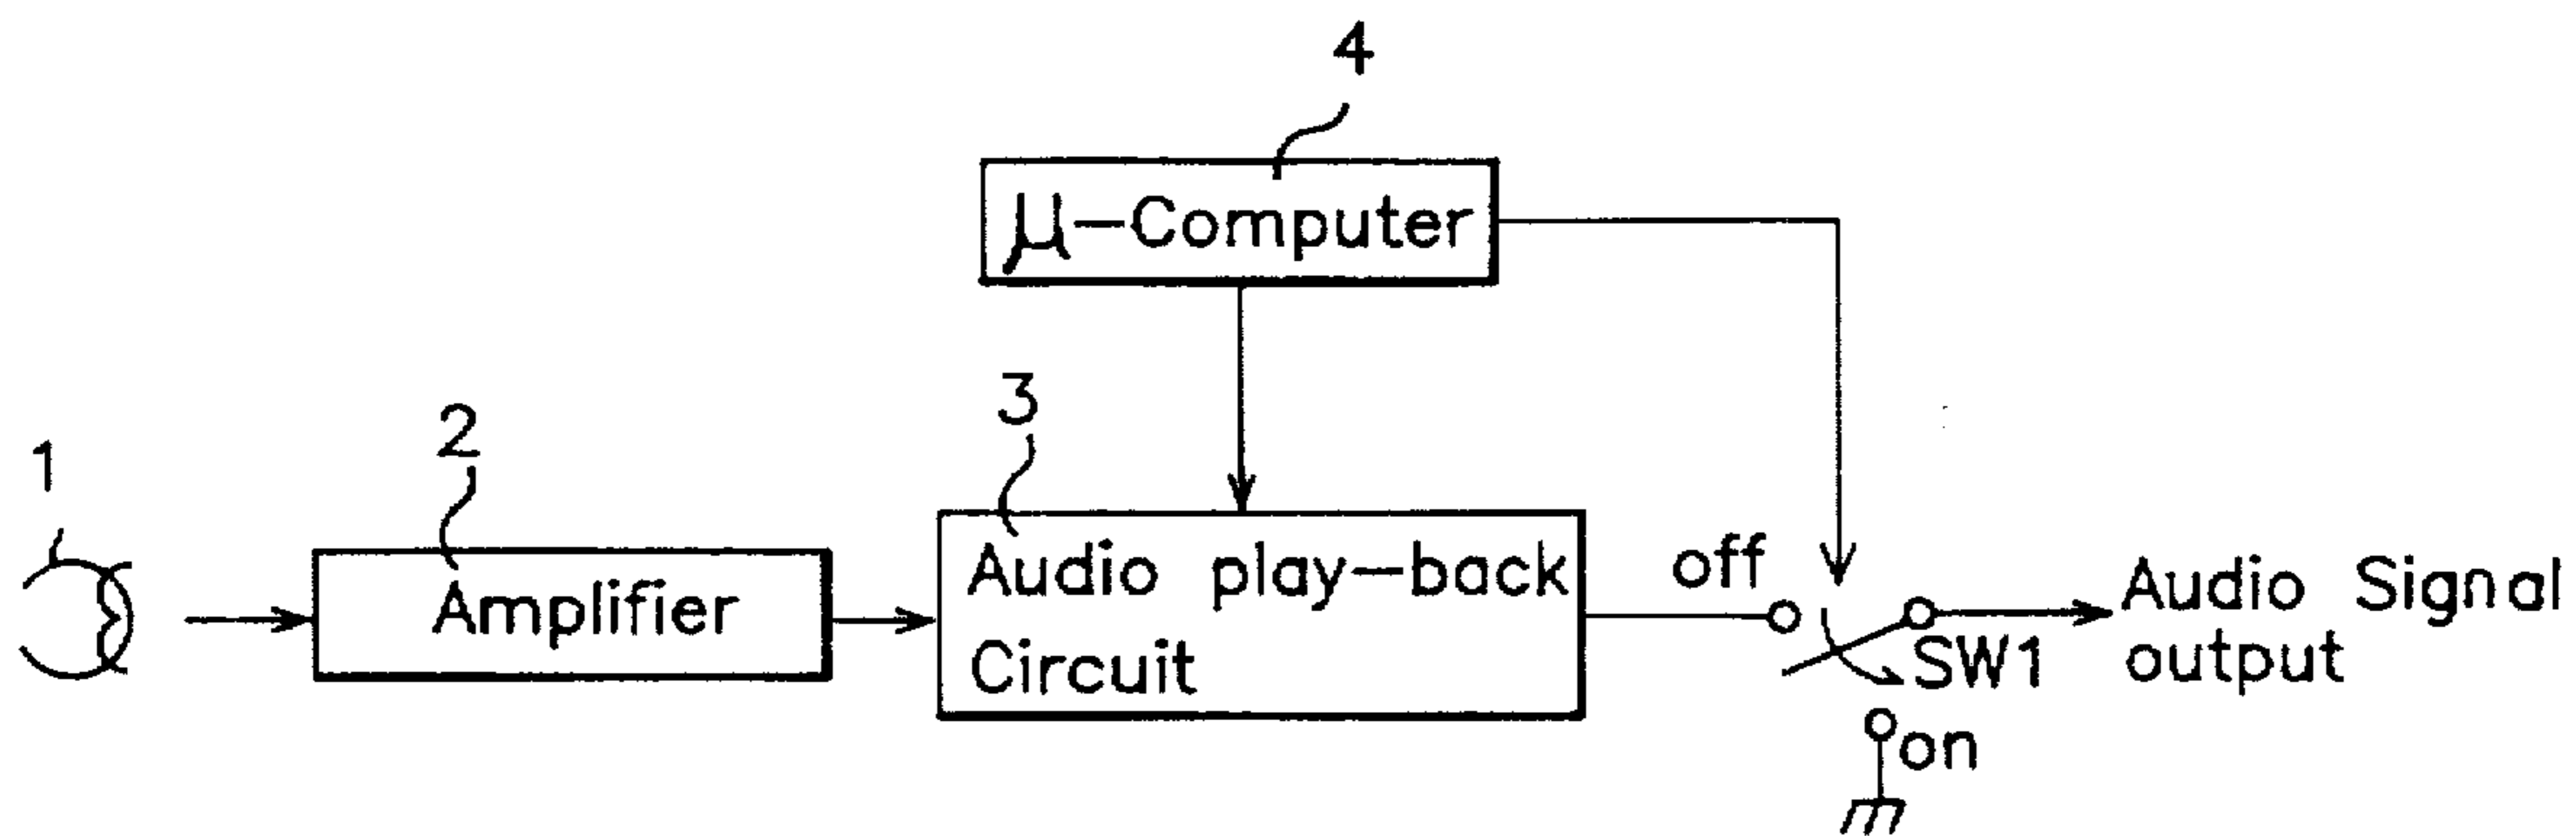 4
μ-Computer
3
2
1
Audio play-back
Circuit
Amplifier
off
SW1
on
Audio Signal
output